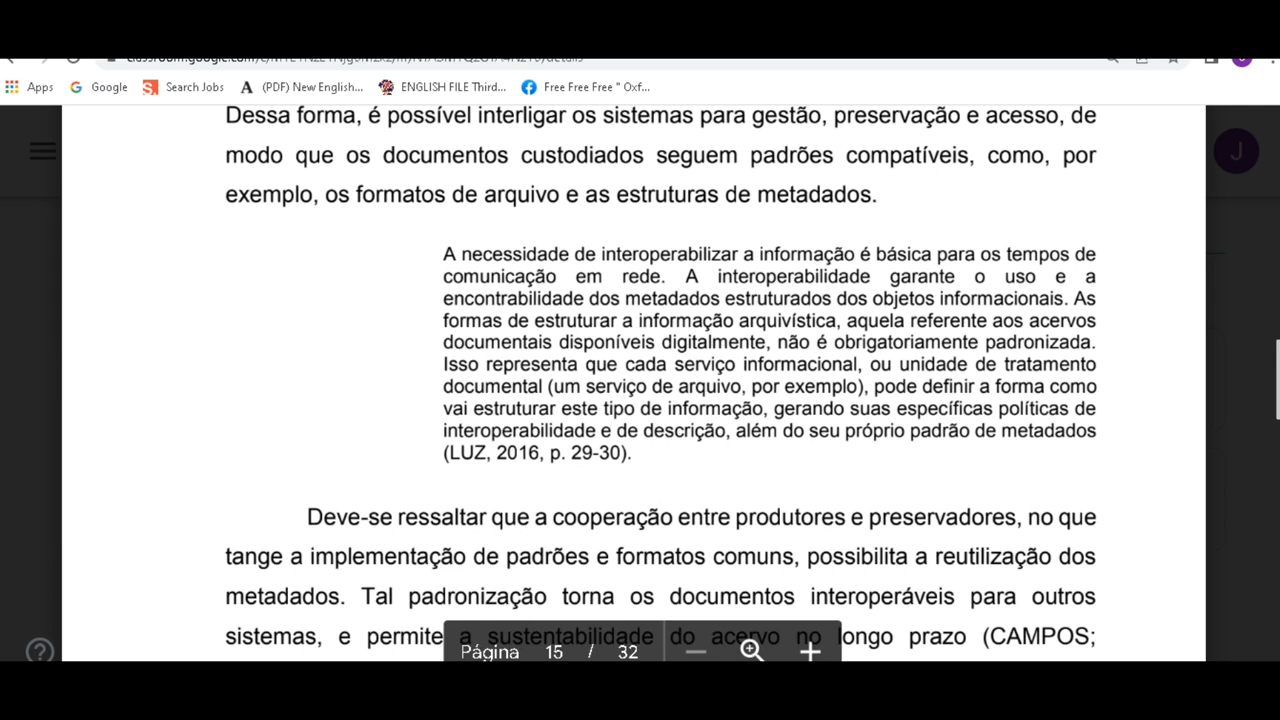 Apps Google Search Jobs (PDF) New English... ENGLISH FILE Third... Free Free Free " Oxf...
Dessa forma, é possível interligar os sistemas para gestão, preservação e acesso, de
modo que os documentos custodiados seguem padrões compatíveis, como, por
J
exemplo, os formatos de arquivo e as estruturas de metadados.
A necessidade de interoperabilizar a informação é básica para os tempos de
comunicação em rede. A interoperabilidade garante o uso e a
encontrabilidade dos metadados estruturados dos objetos informacionais. As
formas de estruturar a informação arquivística, aquela referente aos acervos
documentais disponíveis digitalmente, não é obrigatoriamente padronizada.
Isso representa que cada serviço informacional, ou unidade de tratamento
documental (um serviço de arquivo, por exemplo), pode definir a forma como
vai estruturar este tipo de informação, gerando suas específicas políticas de
interoperabilidade e de descrição, além do seu próprio padrão de metadados
(LUZ, 2016, p. 29-30).
Deve-se ressaltar que a cooperação entre produtores e preservadores, no que
tange a implementação de padrões e formatos comuns, possibilita a reutilização dos
metadados. Tal padronização torna os documentos interoperáveis para outros
sistemas, e permite a sustentabilidade do acervo no longo prazo (CAMPOS;
Página 15 / 32